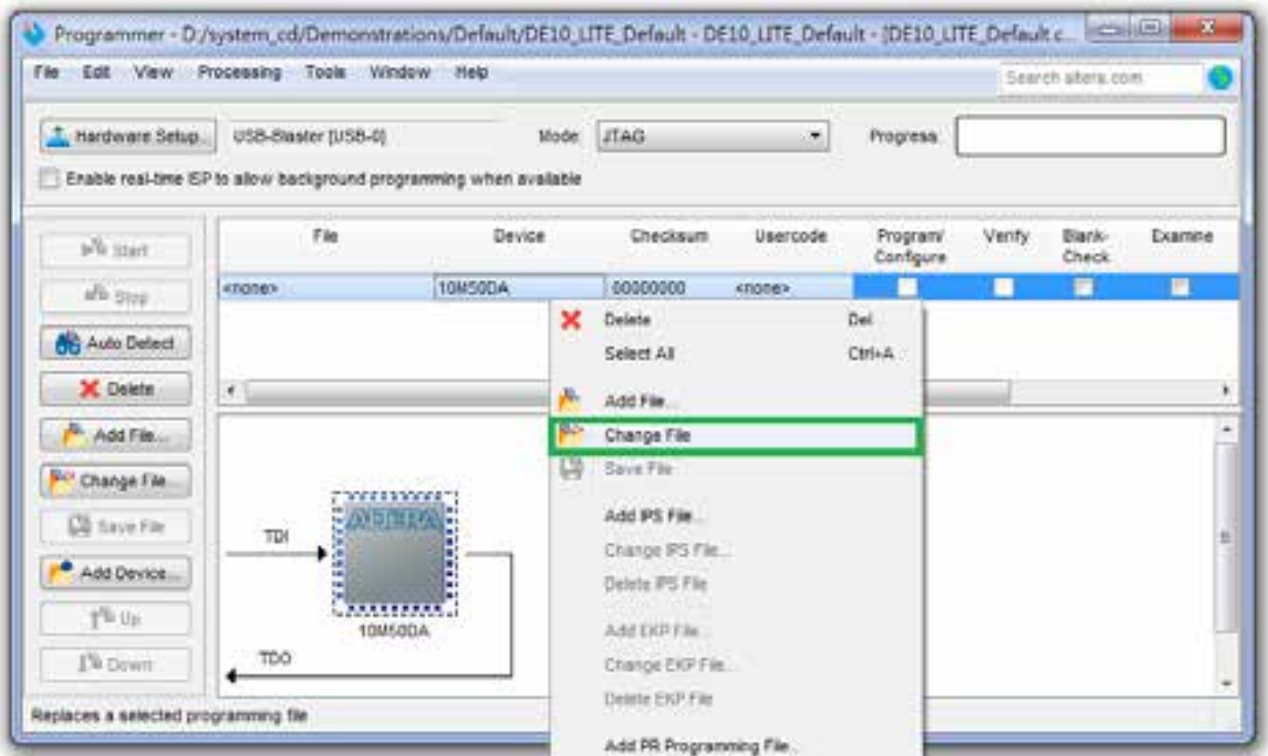 Programmer - D:/system_cd/Demonstrations/Default/DE10_LITE_Default - DE10_LITE_Default - [DE10_LITE_Default.c...
File Edit View Processing Tools Window Help
Search altera.com
Hardware Setup... USB-Blaster [USB-0] Mode: JTAG Progress:
Enable real-time ISP to allow background programming when available
File Device Checksum Usercode Program/ Verify Blank- Examine
Configure Check
<none> 10M50DA 00000000 <none>
Start
Stop
Auto Detect
Delete
Add File...
Change File...
Save File
Add Device...
Up
Down
Delete Del
Select All Ctrl+A
Add File...
Change File
Save File
Add IPS File...
Change IPS File...
Delete IPS File
Add EKP File...
Change EKP File...
Delete EKP File
Add PR Programming File...
ALTERA
TDI
10M50DA
TDO
Replaces a selected programming file